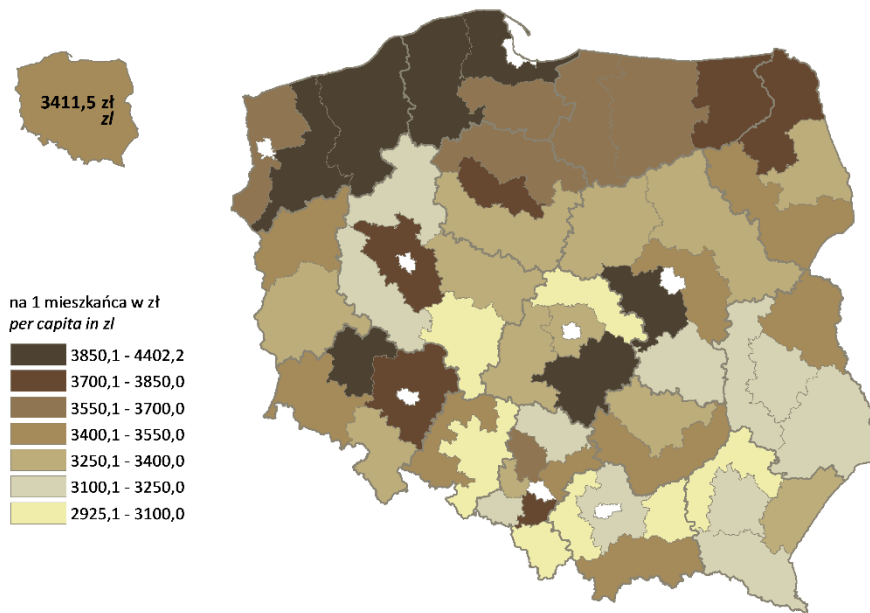 3411,5 zł
zl
na 1 mieszkańca w zł
per capita in zl
3850,1 - 4402,2
3700,1 - 3850,0
3550,1 - 3700,0
3400,1 - 3550,0
3250,1 - 3400,0
3100,1 - 3250,0
2925,1 - 3100,0